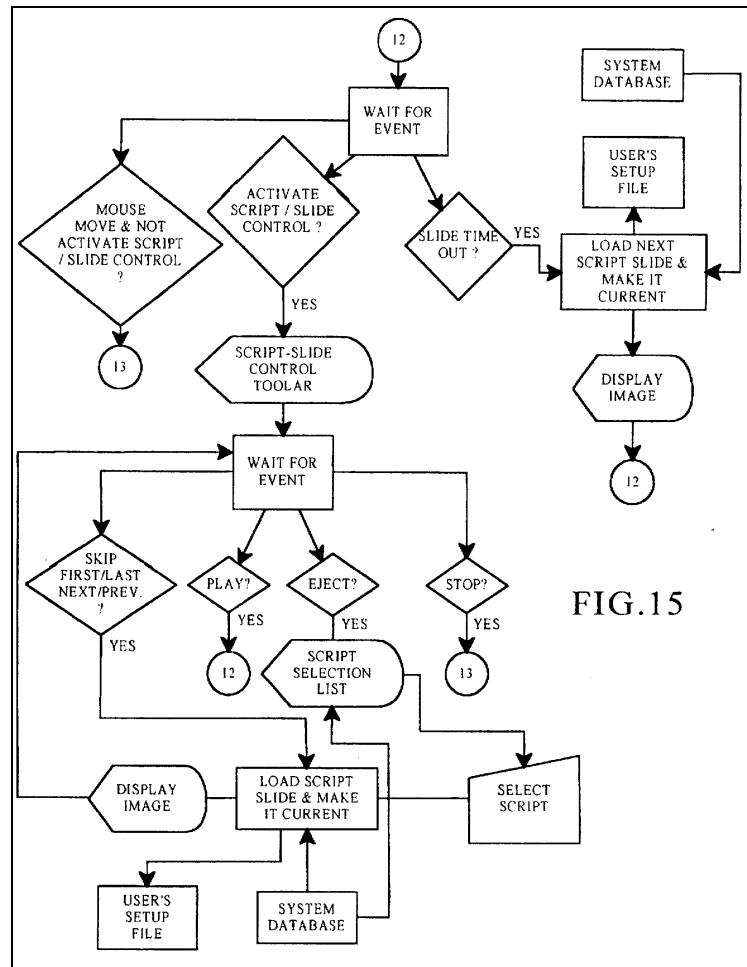 12
WAIT FOR
EVENT
SYSTEM
DATABASE
USER'S
SETUP
FILE
MOUSE
MOVE & NOT
ACTIVATE SCRIPT
/ SLIDE CONTROL
?
ACTIVATE
SCRIPT / SLIDE
CONTROL ?
SLIDE TIME
OUT ?
YES
LOAD NEXT
SCRIPT SLIDE &
MAKE IT
CURRENT
YES
13
SCRIPT-SLIDE
CONTROL
TOOLAR
DISPLAY
IMAGE
12
WAIT FOR
EVENT
SKIP
FIRST/LAST
NEXT/PREV.
?
YES
PLAY?
YES
12
EJECT?
YES
STOP?
YES
13
FIG.15
SCRIPT
SELECTION
LIST
DISPLAY
IMAGE
LOAD SCRIPT
SLIDE & MAKE
IT CURRENT
SELECT
SCRIPT
USER'S
SETUP
FILE
SYSTEM
DATABASE